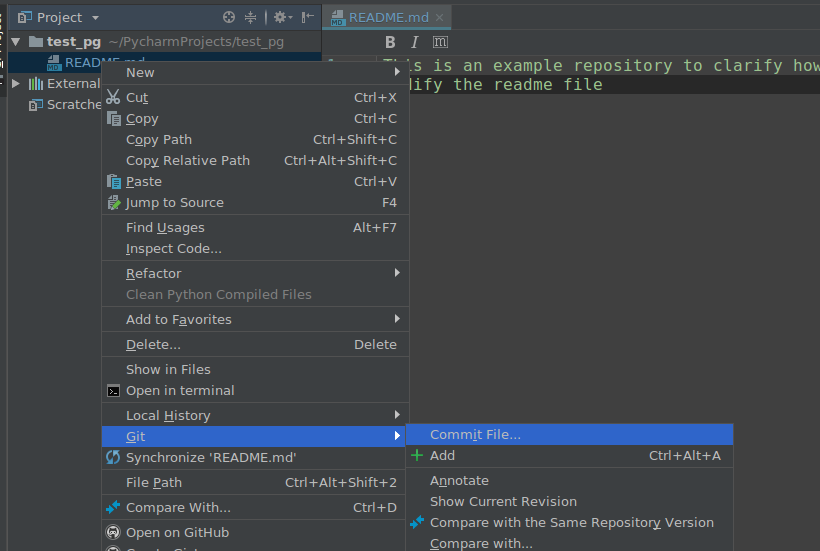 Project
README.md
B I m
test_pg ~/PycharmProjects/test_pg
README.md
External
Scratche
This is an example repository to clarify how
dify the readme file
New
Cut Ctrl+X
Copy Ctrl+C
Copy Path Ctrl+Shift+C
Copy Relative Path Ctrl+Alt+Shift+C
Paste Ctrl+V
Jump to Source F4
Find Usages Alt+F7
Inspect Code...
Refactor
Clean Python Compiled Files
Add to Favorites
Delete... Delete
Show in Files
Open in terminal
Local History
Git
Synchronize 'README.md'
File Path Ctrl+Alt+Shift+2
Compare With... Ctrl+D
Open on GitHub
Commit File...
Add Ctrl+Alt+A
Annotate
Show Current Revision
Compare with the Same Repository Version
Compare with...